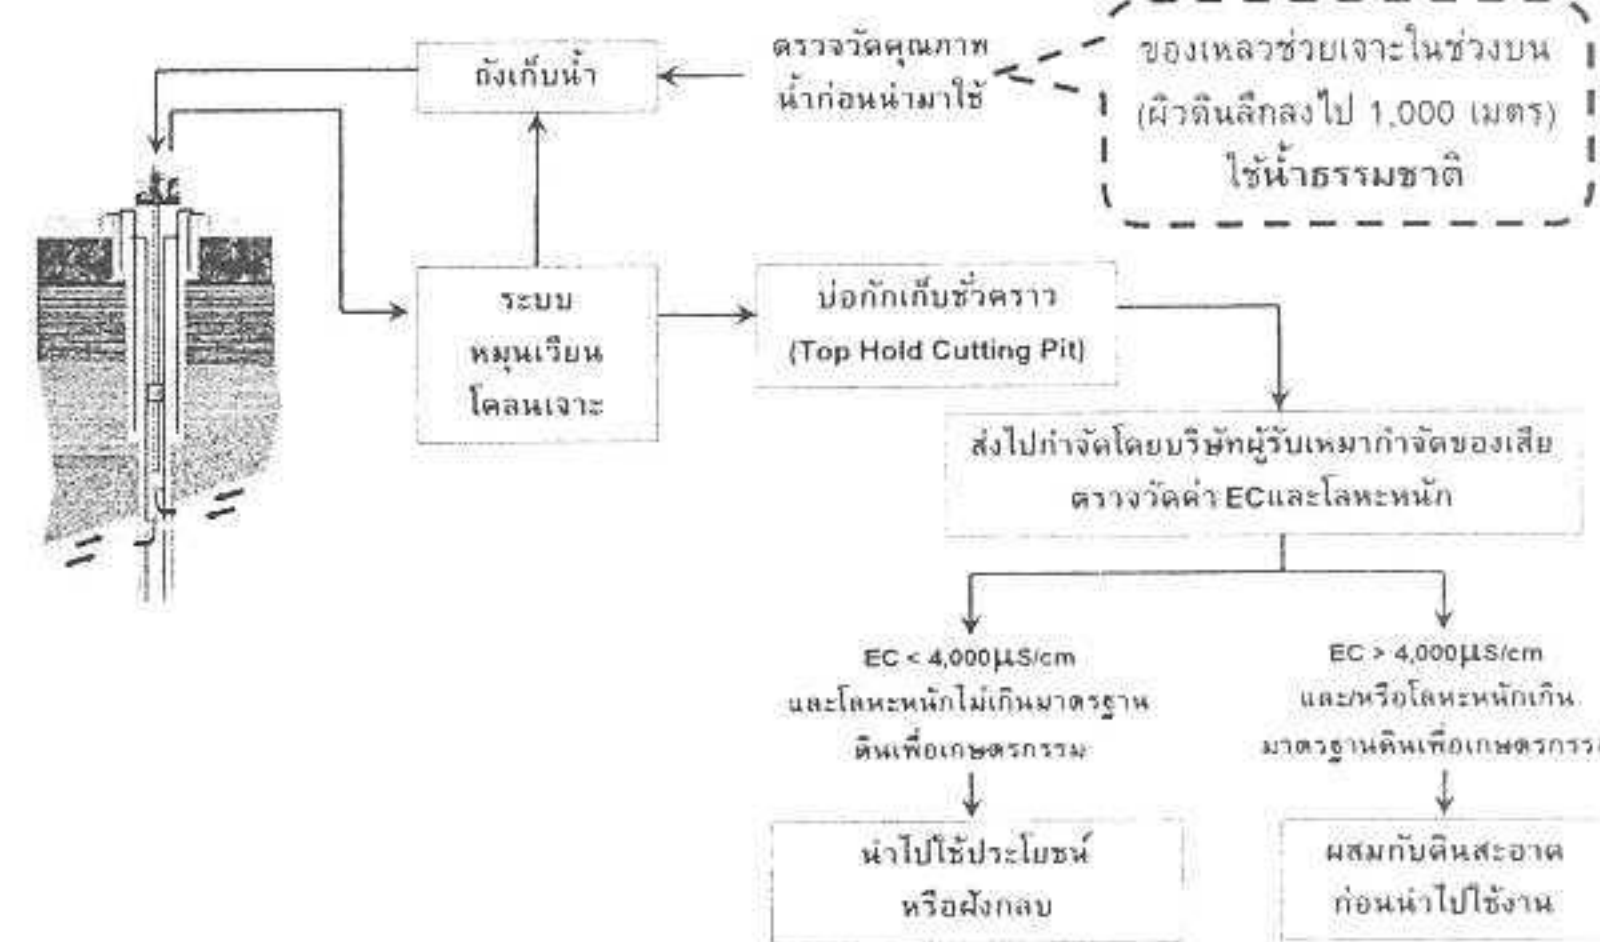 ถังเก็บน้ำ
ตรวจวัดคุณภาพ
น้ำก่อนนำมาใช้
ของเหลวช่วยเจาะในช่วงบน
(ผิวดินลึกลงไป 1,000 เมตร)
ใช้น้ำธรรมชาติ
ระบบ
หมุนเวียน
โคลนเจาะ
บ่อกักเก็บชั่วคราว
(Top Hold Cutting Pit)
ส่งไปกำจัดโดยบริษัทผู้รับเหมากำจัดของเสีย
ตรวจวัดค่า ECและโลหะหนัก
EC < 4,000µS/cm
และโลหะหนักไม่เกินมาตรฐาน
ดินเพื่อเกษตรกรรม
EC > 4,000µS/cm
และ/หรือโลหะหนักเกิน
มาตรฐานดินเพื่อเกษตรกรร
นำไปใช้ประโยชน์
หรือฝังกลบ
ผสมกับดินสะอาด
ก่อนนำไปใช้งาน